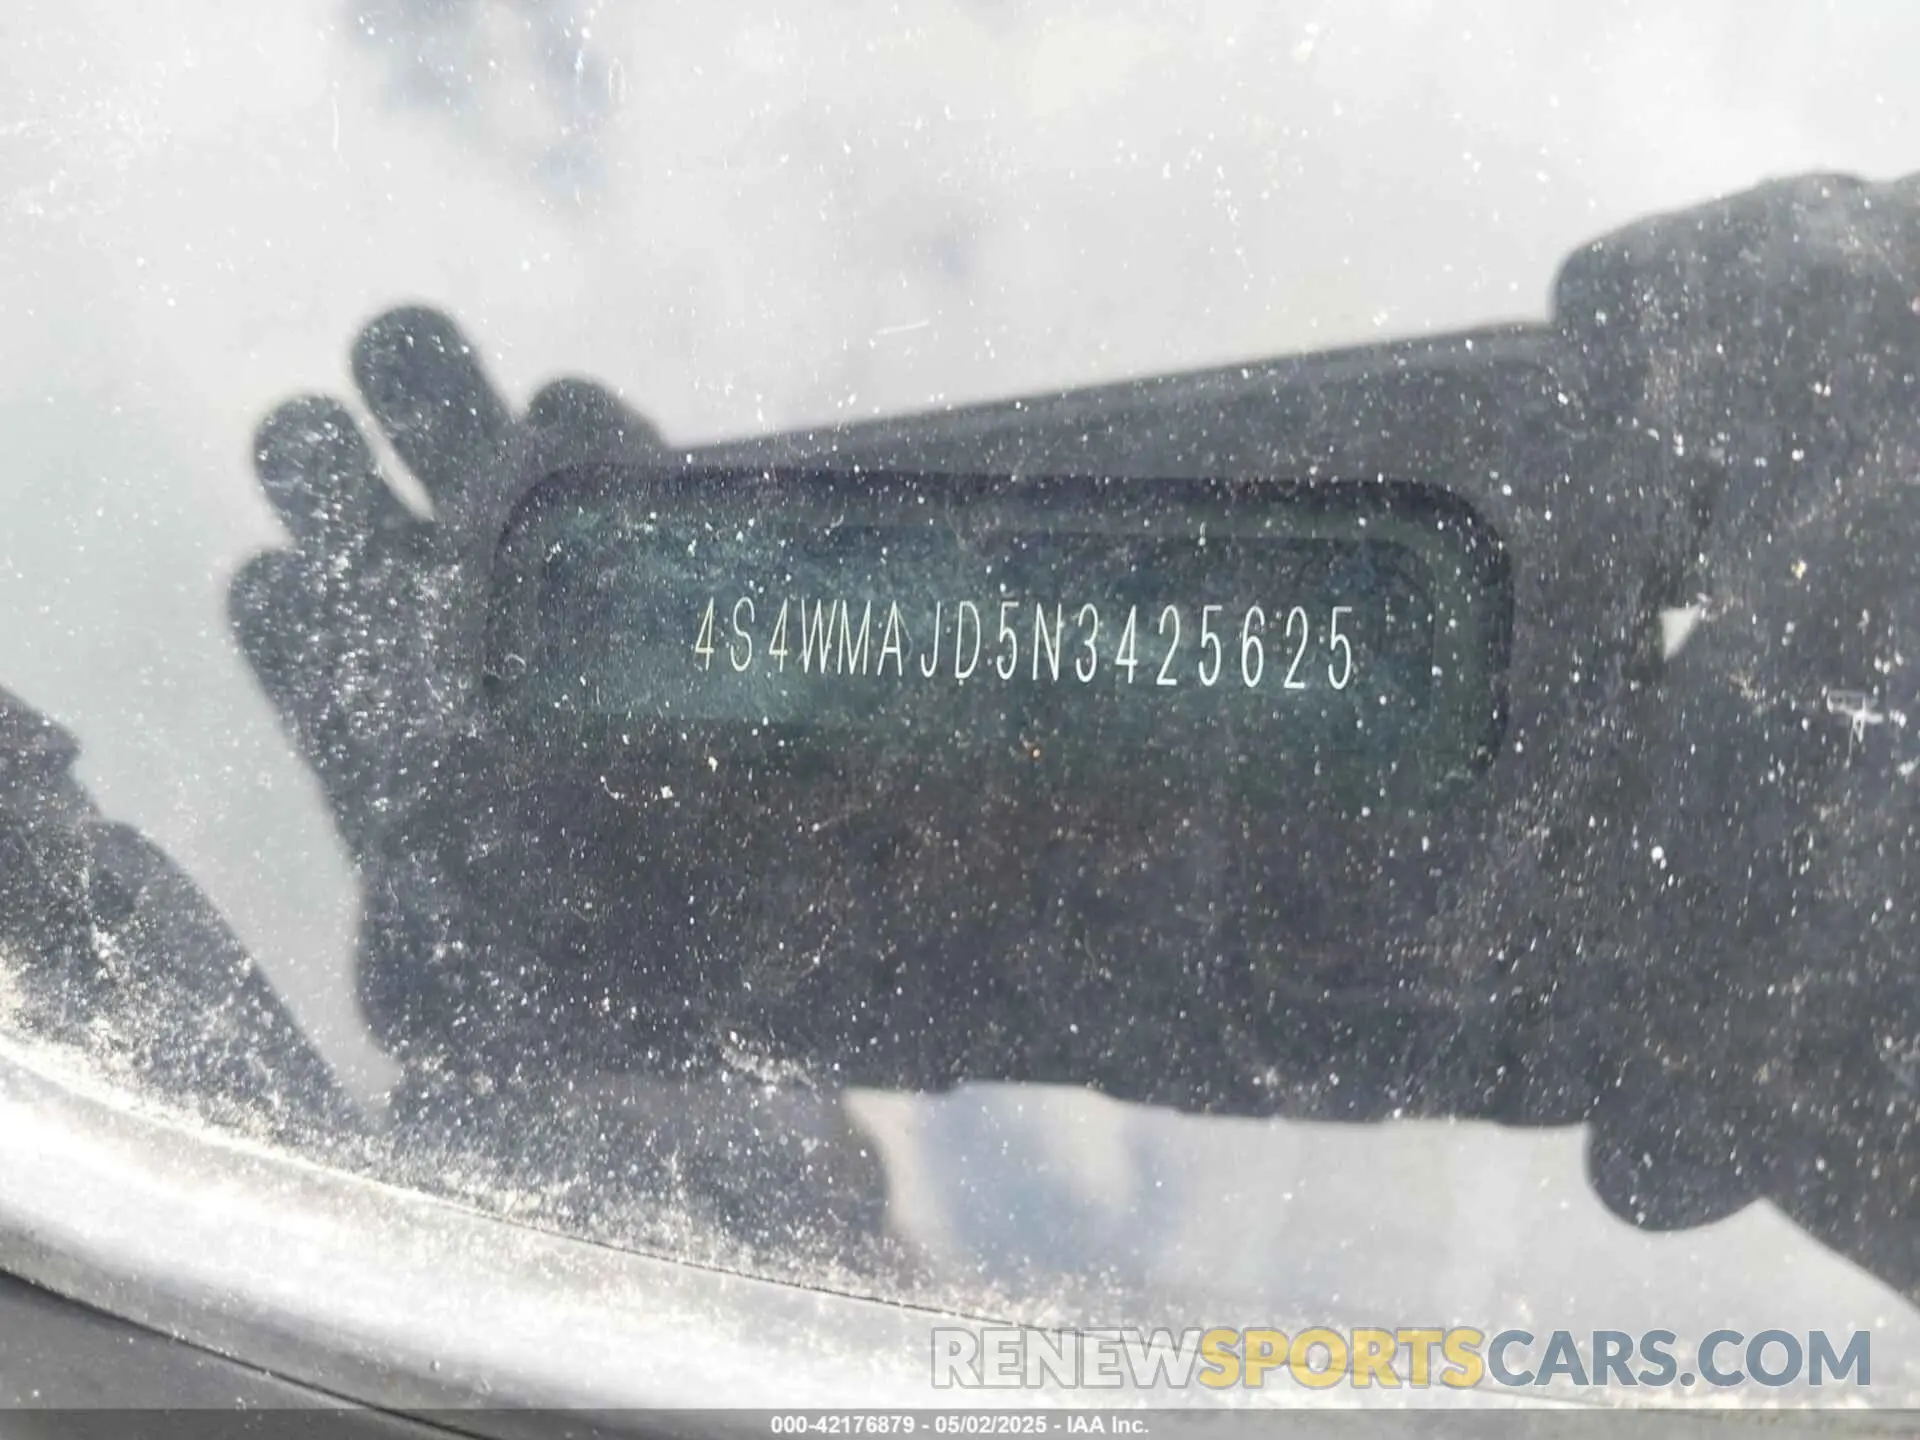 4S4WMAJD5N3425625
RENEWSPORTSCARS.COM
000-42176879 - 05/02/2025 - IAA Inc.